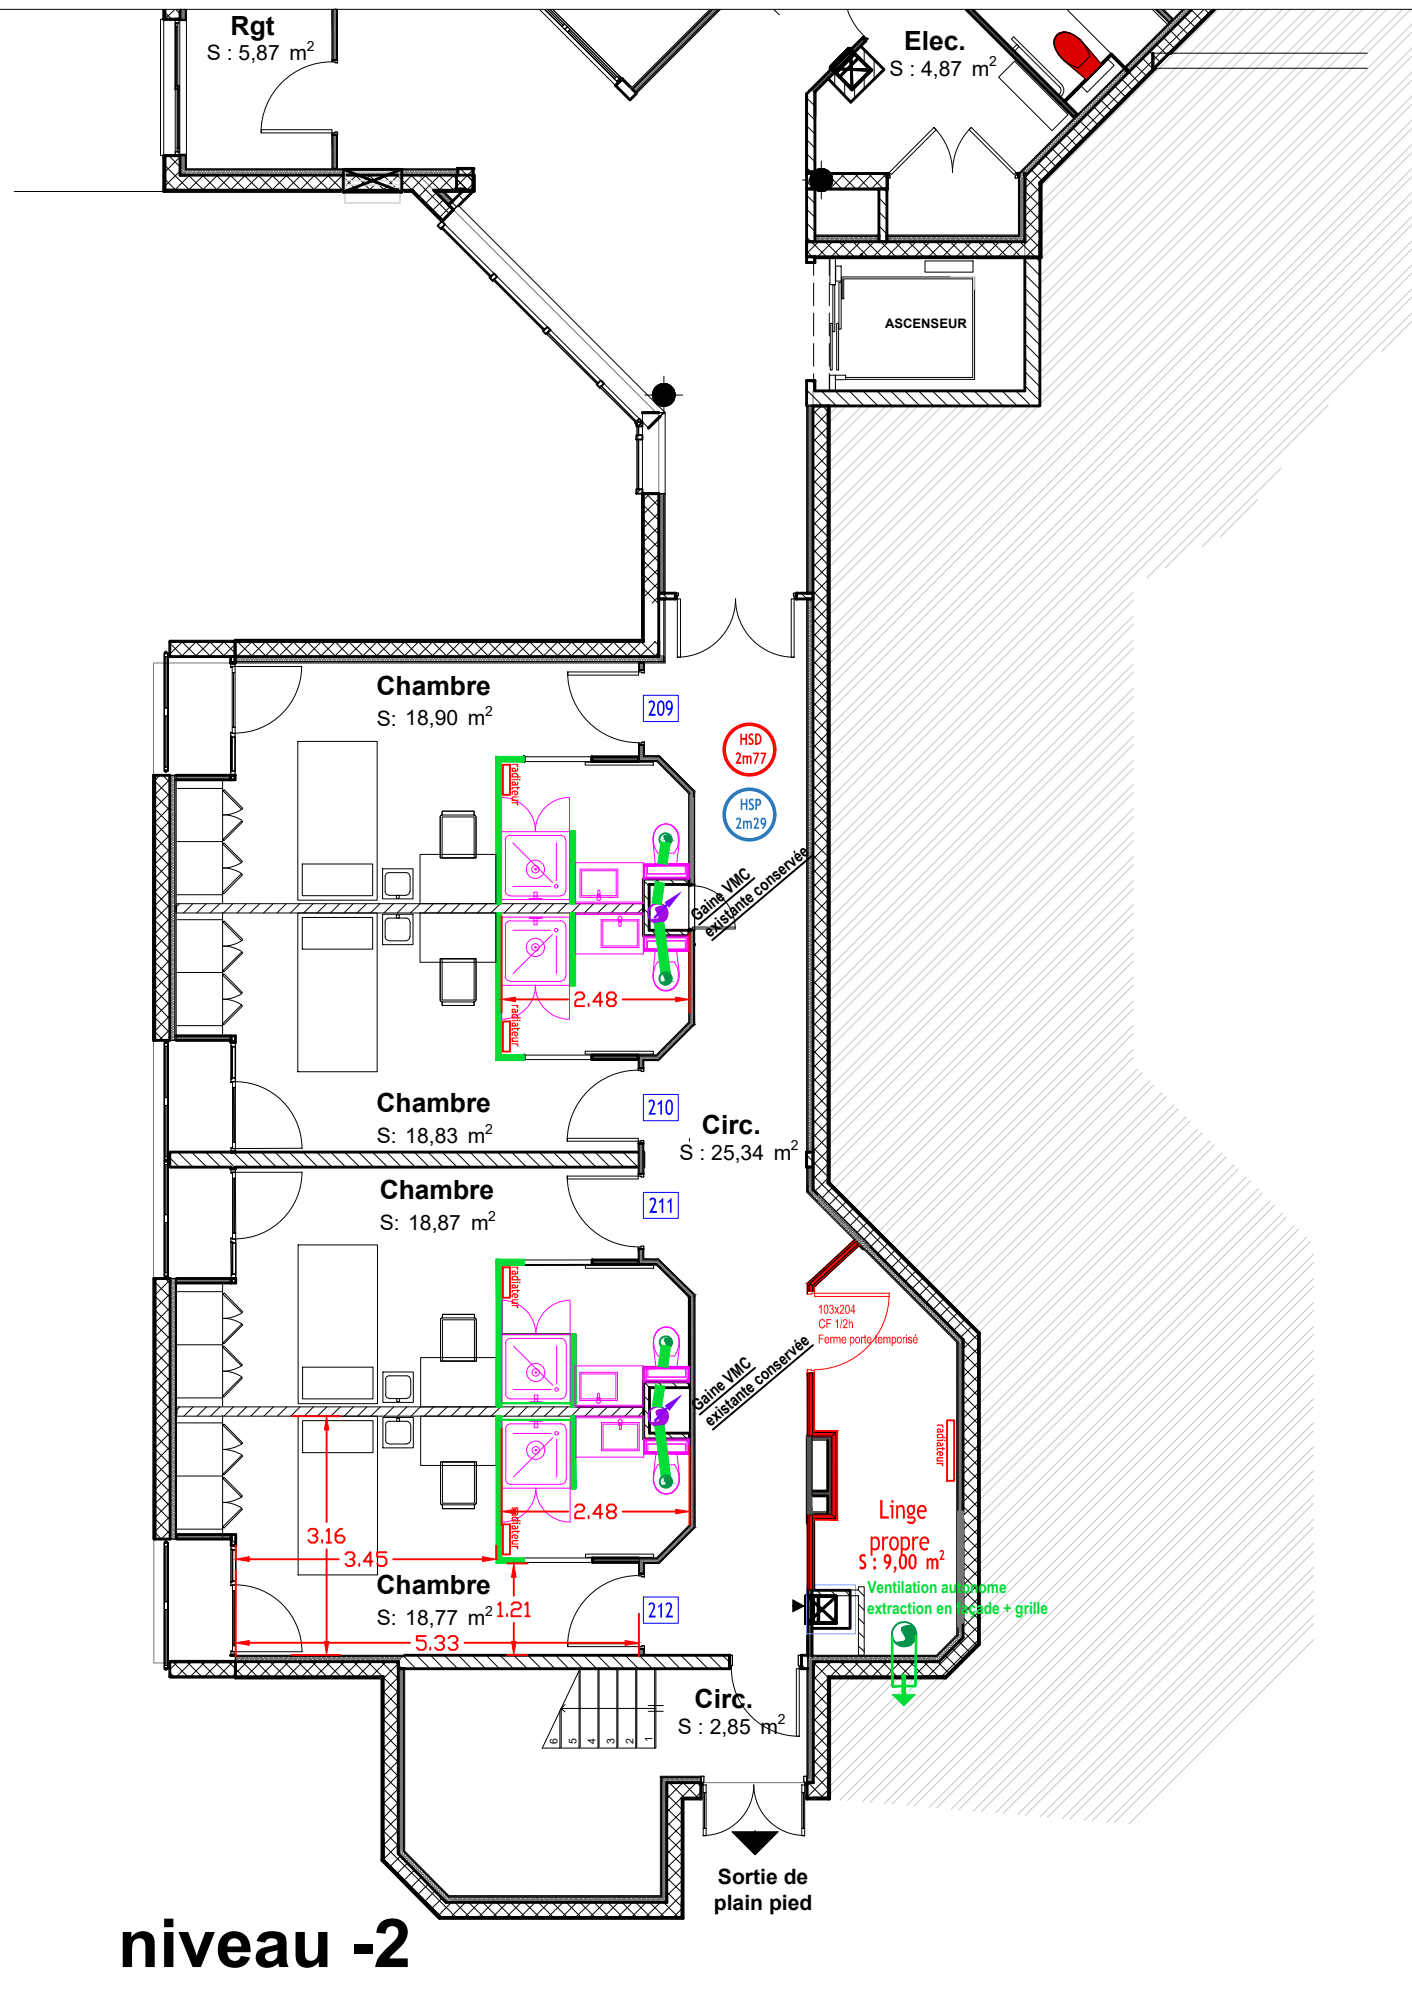 Rgt
S : 5,87 m²
Elec.
S : 4,87 m²
ASCENSEUR
Chambre
S: 18,90 m²
209
HSD
2m77
HSP
2m29
radiateur
Gaine VMC
existante conservée
2.48
radiateur
Chambre
S: 18,83 m²
210
Circ.
S : 25,34 m²
Chambre
S: 18,87 m²
211
radiateur
103x204
CF 1/2h
Ferme porte temporisé
Gaine VMC
existante conservée
radiateur
2.48
radiateur
3.16
3.45
Linge
propre
S : 9,00 m²
Ventilation autonome
extraction en façade + grille
Chambre
S: 18,77 m²
1.21
212
5.33
Circ.
S : 2,85 m²
6 5 4 3 2 1
Sortie de
plain pied
niveau -2